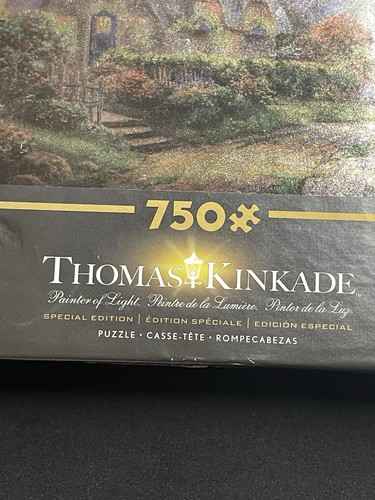 750
THOMAS KINKADE™
Painter of Light. Peintre de la Lumière. Pintor de la Luz.
SPECIAL EDITION | ÉDITION SPÉCIALE | EDICIÓN ESPECIAL
PUZZLE • CASSE-TÊTE • ROMPECABEZAS